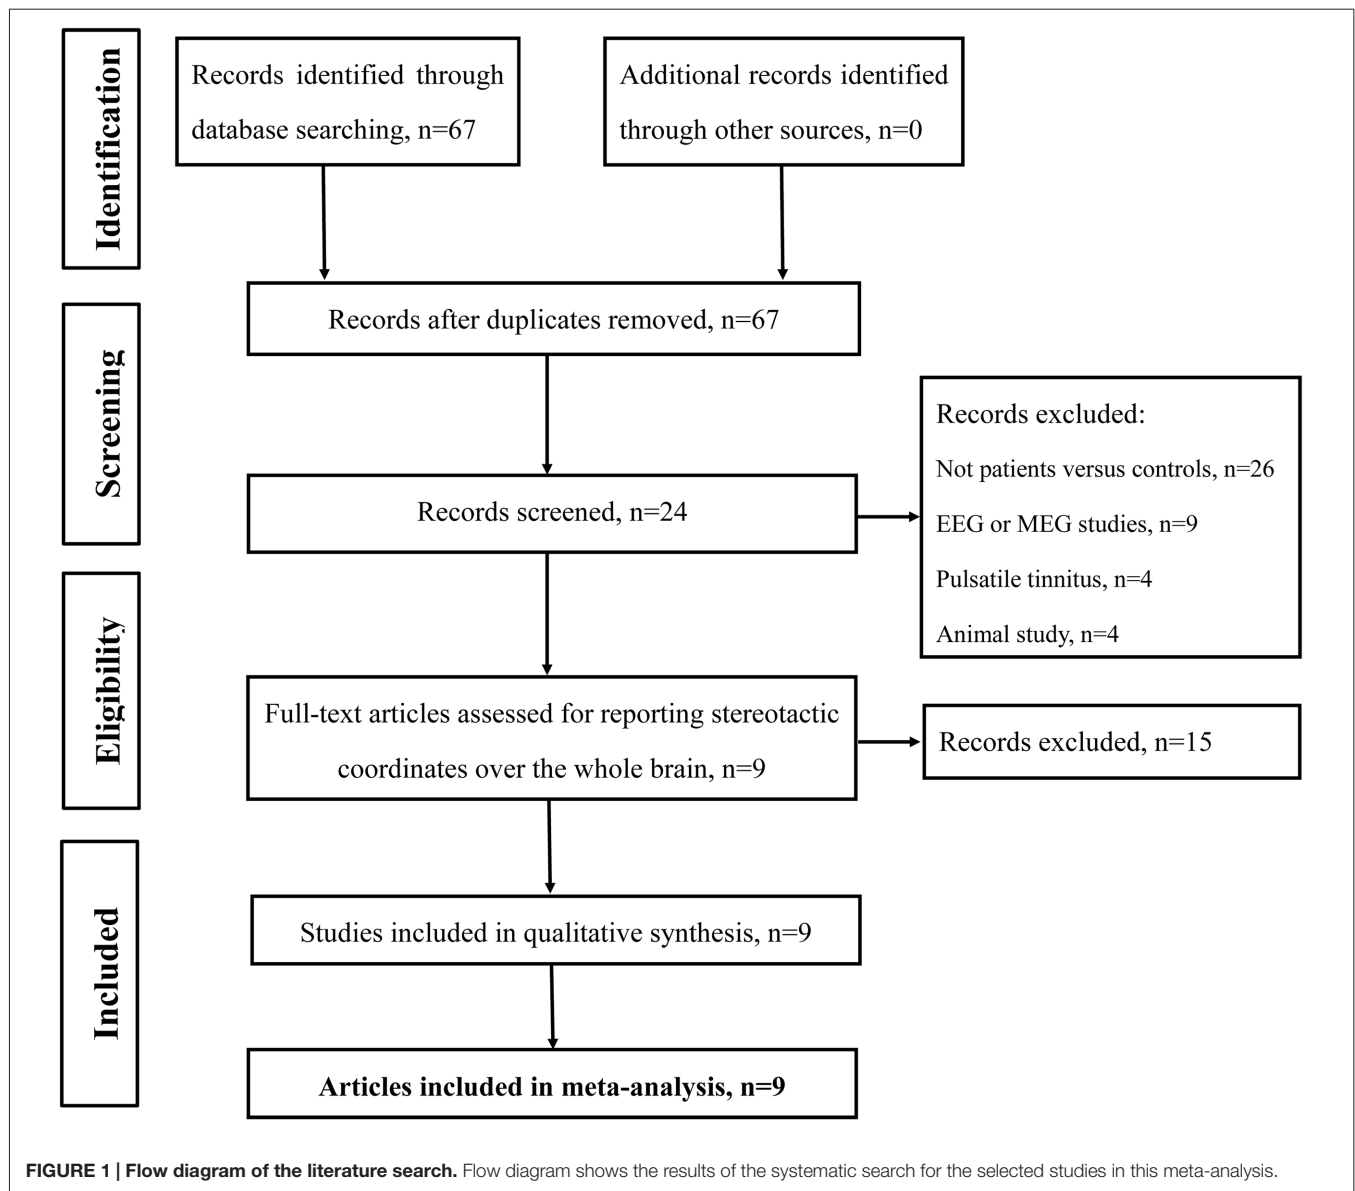 Identification
Records identified through
database searching, n=67
Additional records identified
through other sources, n=0
Screening
Records after duplicates removed, n=67
Records screened, n=24
Records excluded:
Not patients versus controls, n=26
EEG or MEG studies, n=9
Pulsatile tinnitus, n=4
Animal study, n=4
Eligibility
Full-text articles assessed for reporting stereotactic
coordinates over the whole brain, n=9
Records excluded, n=15
Included
Studies included in qualitative synthesis, n=9
Articles included in meta-analysis, n=9
FIGURE 1 | Flow diagram of the literature search. Flow diagram shows the results of the systematic search for the selected studies in this meta-analysis.